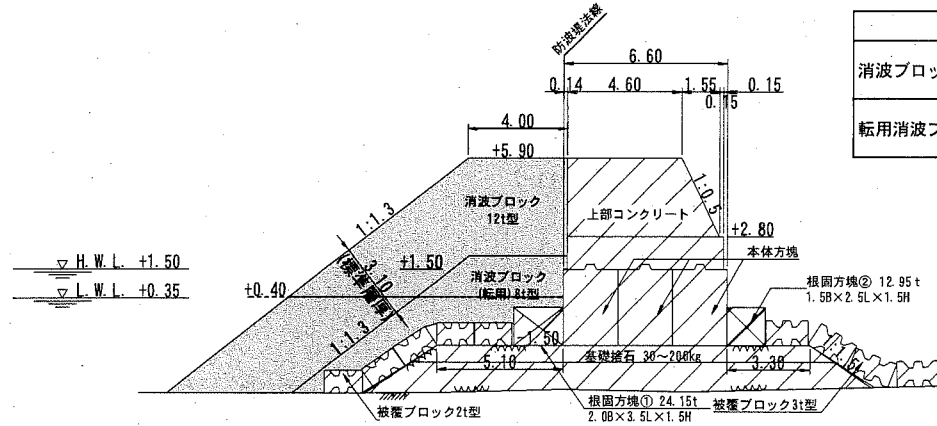 防波堤法線
6.60
0.14 4.60 1.55 0.15
0.15
4.00
+5.90
消波ブロック
12t型
1:1.3
上部コンクリート
1:0.5
+2.80
本体方塊
H.W.L. +1.50
L.W.L. +0.35
+1.50
+0.40
消波ブロック
(転用)8t型
3.10
(標準層厚)
1:1.3
根固方塊② 12.95t
1.5B×2.5L×1.5H
-1.50
基礎捨石 30~200kg
5.10
3.30
被覆ブロック2t型
根固方塊① 24.15t
2.0B×3.5L×1.5H
被覆ブロック3t型
消波ブロッ
転用消波ブ